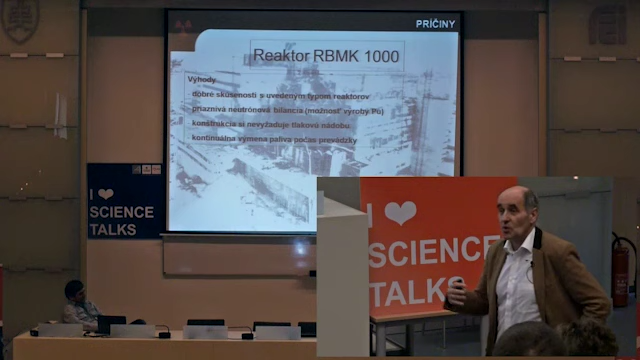 PRÍČINY
Reaktor RBMK 1000
Výhody
dobré skúsenosti s uvedeným typom reaktorov
priaznivá neutrónová bilancia (možnosť výroby Pu)
konštrukcia si nevyžaduje tlakovú nádobu
kontinuálna výmena paliva počas prevádzky
I ❤
SCIENCE
TALKS
I ❤
SCIENCE
TALKS